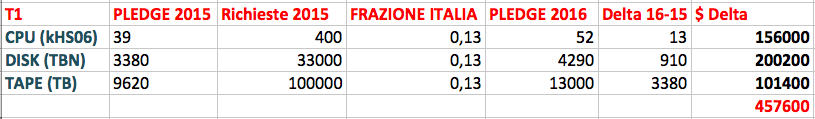 T1 PLEDGE 2015 Richieste 2015 FRAZIONE ITALIA PLEDGE 2016 Delta 16-15 $ Delta
CPU (kHS06) 39 400 0,13 52 13 156000
DISK (TBN) 3380 33000 0,13 4290 910 200200
TAPE (TB) 9620 100000 0,13 13000 3380 101400
457600